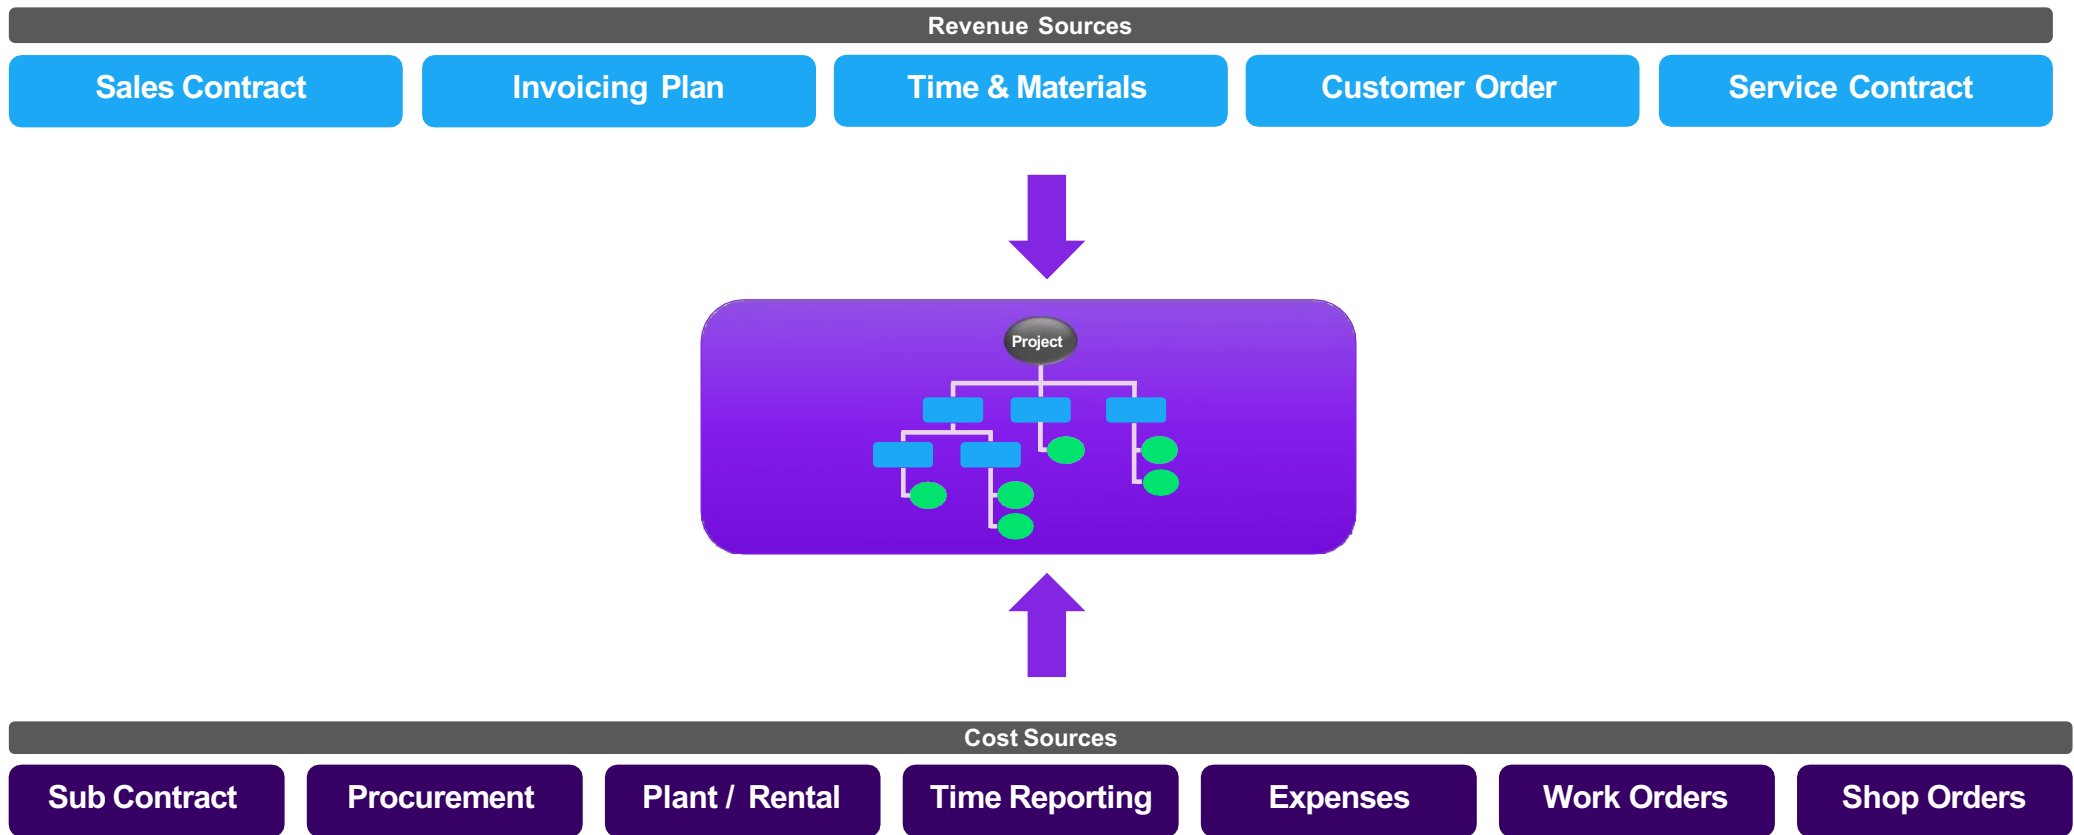 Revenue Sources
Sales Contract
Invoicing Plan
Time & Materials
Customer Order
Service Contract
Project
Cost Sources
Sub Contract
Procurement
Plant / Rental
Time Reporting
Expenses
Work Orders
Shop Orders